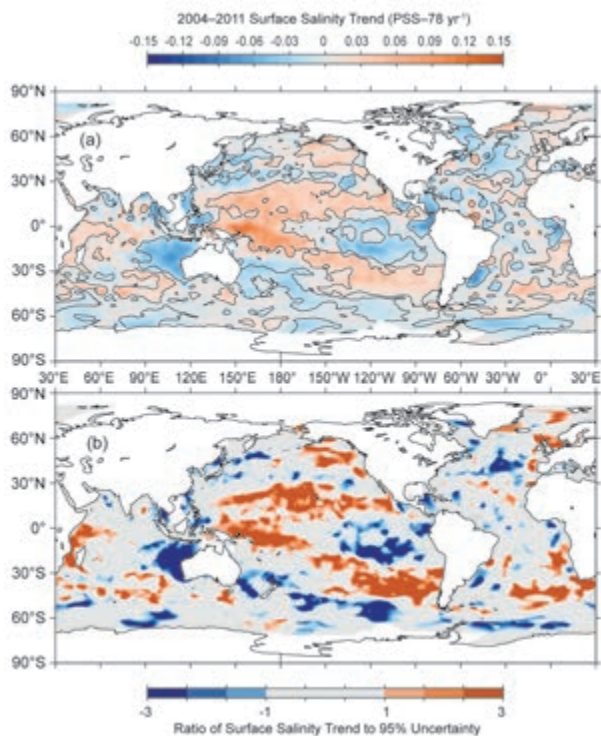 2004–2011 Surface Salinity Trend (PSS–78 yr⁻¹)
-0.15 -0.12 -0.09 -0.06 -0.03 0 0.03 0.06 0.09 0.12 0.15
90°N
60°N
30°N
0°
30°S
60°S
90°S
(a)
30°E 60°E 90°E 120°E 150°E 180° 150°W 120°W 90°W 60°W 30°W 0° 30°E
90°N
60°N
30°N
0°
30°S
60°S
90°S
(b)
-3 -1 1 3
Ratio of Surface Salinity Trend to 95% Uncertainty